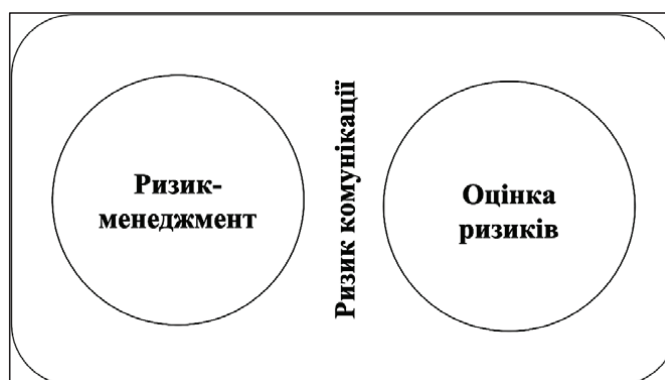 Ризик-
менеджмент
Ризик комунікації
Оцінка
ризиків